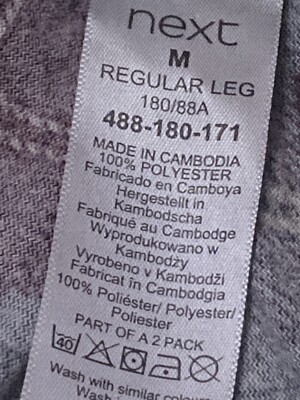 next
M
REGULAR LEG
180/88A
488-180-171
MADE IN CAMBODIA
100% POLYESTER
Fabricado en Camboya
Hergestellt in
Kambodscha
Fabriqué au Cambodge
Wyprodukowano w
Kambodży
Vyrobeno v Kambodži
Fabricat în Cambodgia
100% Poliéster/ Polyester/
Poliester
PART OF A 2 PACK
40
Wash with similar colours